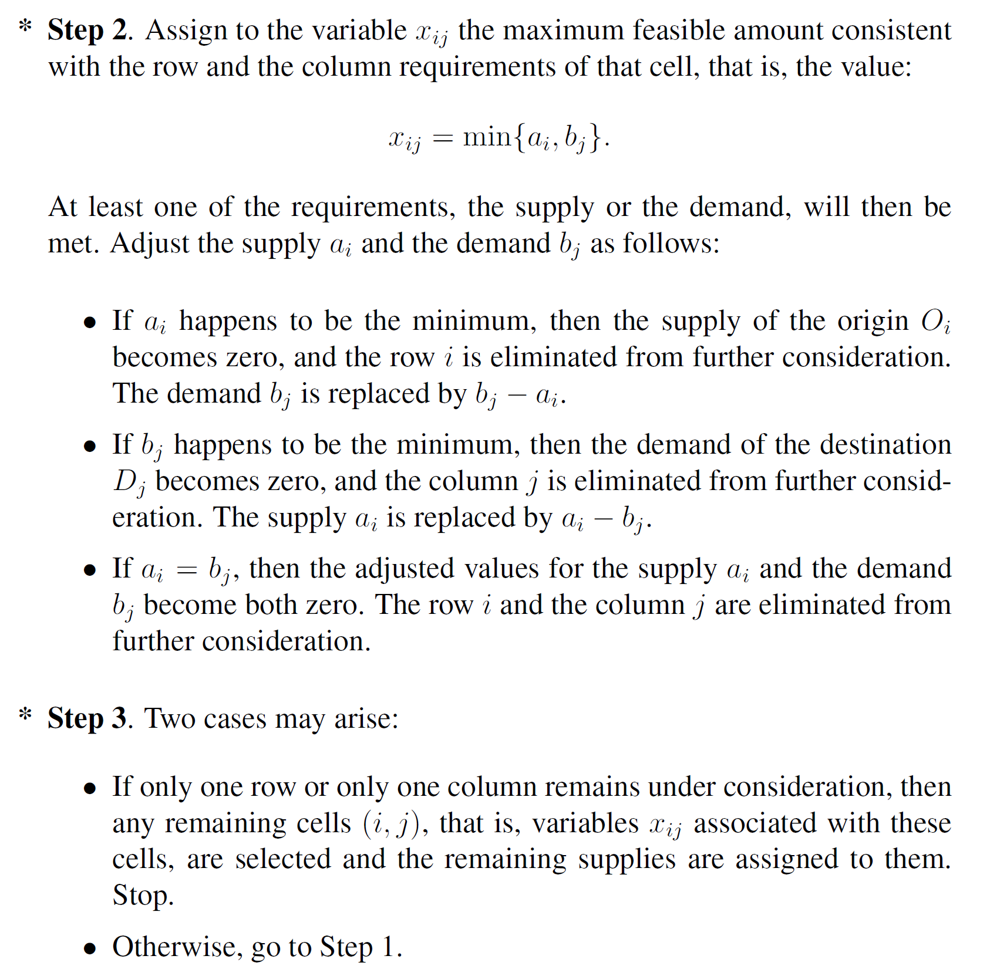 * Step 2. Assign to the variable x_{ij} the maximum feasible amount consistent
with the row and the column requirements of that cell, that is, the value:
x_{ij} = min{a_i, b_j}.
At least one of the requirements, the supply or the demand, will then be
met. Adjust the supply a_i and the demand b_j as follows:
• If a_i happens to be the minimum, then the supply of the origin O_i
becomes zero, and the row i is eliminated from further consideration.
The demand b_j is replaced by b_j − a_i.
• If b_j happens to be the minimum, then the demand of the destination
D_j becomes zero, and the column j is eliminated from further consid-
eration. The supply a_i is replaced by a_i − b_j.
• If a_i = b_j, then the adjusted values for the supply a_i and the demand
b_j become both zero. The row i and the column j are eliminated from
further consideration.
* Step 3. Two cases may arise:
• If only one row or only one column remains under consideration, then
any remaining cells (i, j), that is, variables x_{ij} associated with these
cells, are selected and the remaining supplies are assigned to them.
Stop.
• Otherwise, go to Step 1.